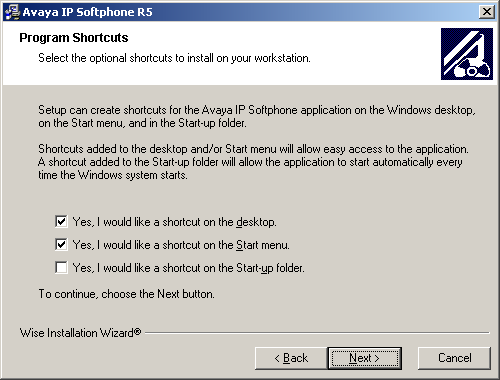 Avaya IP Softphone R5
Program Shortcuts
Select the optional shortcuts to install on your workstation.
Setup can create shortcuts for the Avaya IP Softphone application on the Windows desktop,
on the Start menu, and in the Start-up folder.
Shortcuts added to the desktop and/or Start menu will allow easy access to the application.
A shortcut added to the Start-up folder will allow the application to start automatically every
time the Windows system starts.
Yes, I would like a shortcut on the desktop.
Yes, I would like a shortcut on the Start menu.
Yes, I would like a shortcut on the Start-up folder.
To continue, choose the Next button.
Wise Installation Wizard®
< Back
Next >
Cancel